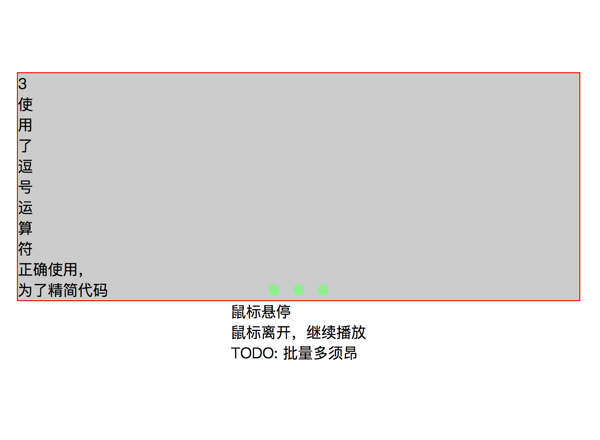 3
使
用
了
逗
号
运
算
符
正确使用，
为了精简代码
鼠标悬停
鼠标离开，继续播放
TODO: 批量多须昂